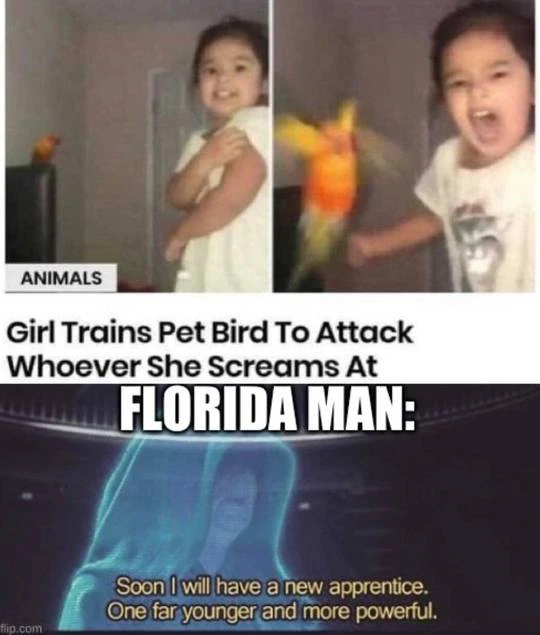 ANIMALS
Girl Trains Pet Bird To Attack
Whoever She Screams At
FLORIDA MAN:
Soon I will have a new apprentice.
One far younger and more powerful.
flip.com